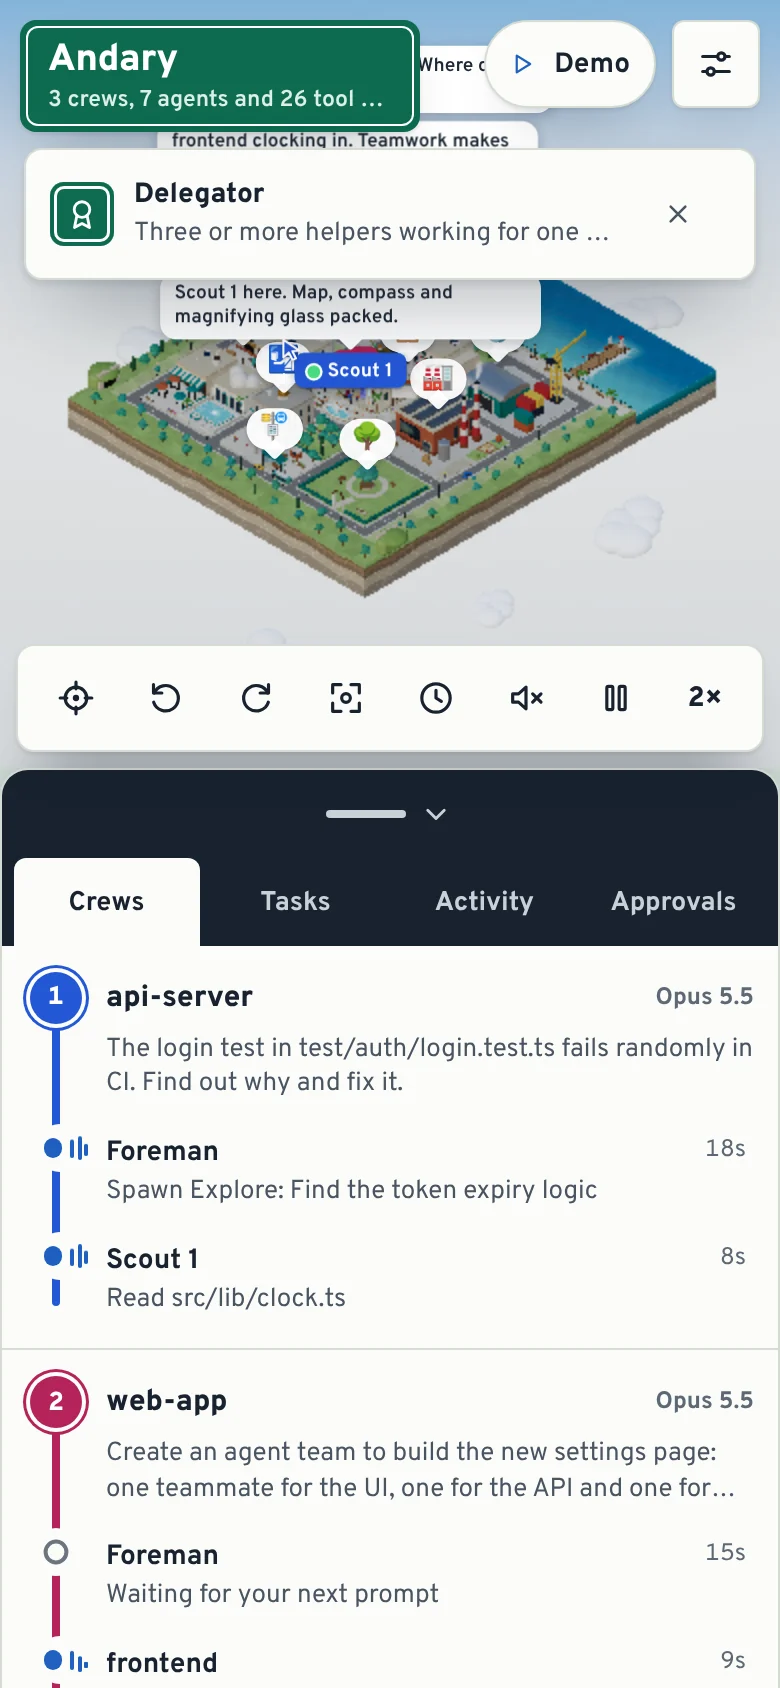 Andary
3 crews, 7 agents and 26 tool …
Where
Demo
frontend clocking in. Teamwork makes
Delegator
Three or more helpers working for one …
Scout 1 here. Map, compass and
magnifying glass packed.
Scout 1
2×
Crews
Tasks
Activity
Approvals
1
api-server
Opus 5.5
The login test in test/auth/login.test.ts fails randomly in
CI. Find out why and fix it.
Foreman
18s
Spawn Explore: Find the token expiry logic
Scout 1
8s
Read src/lib/clock.ts
2
web-app
Opus 5.5
Create an agent team to build the new settings page:
one teammate for the UI, one for the API and one for…
Foreman
15s
Waiting for your next prompt
frontend
9s